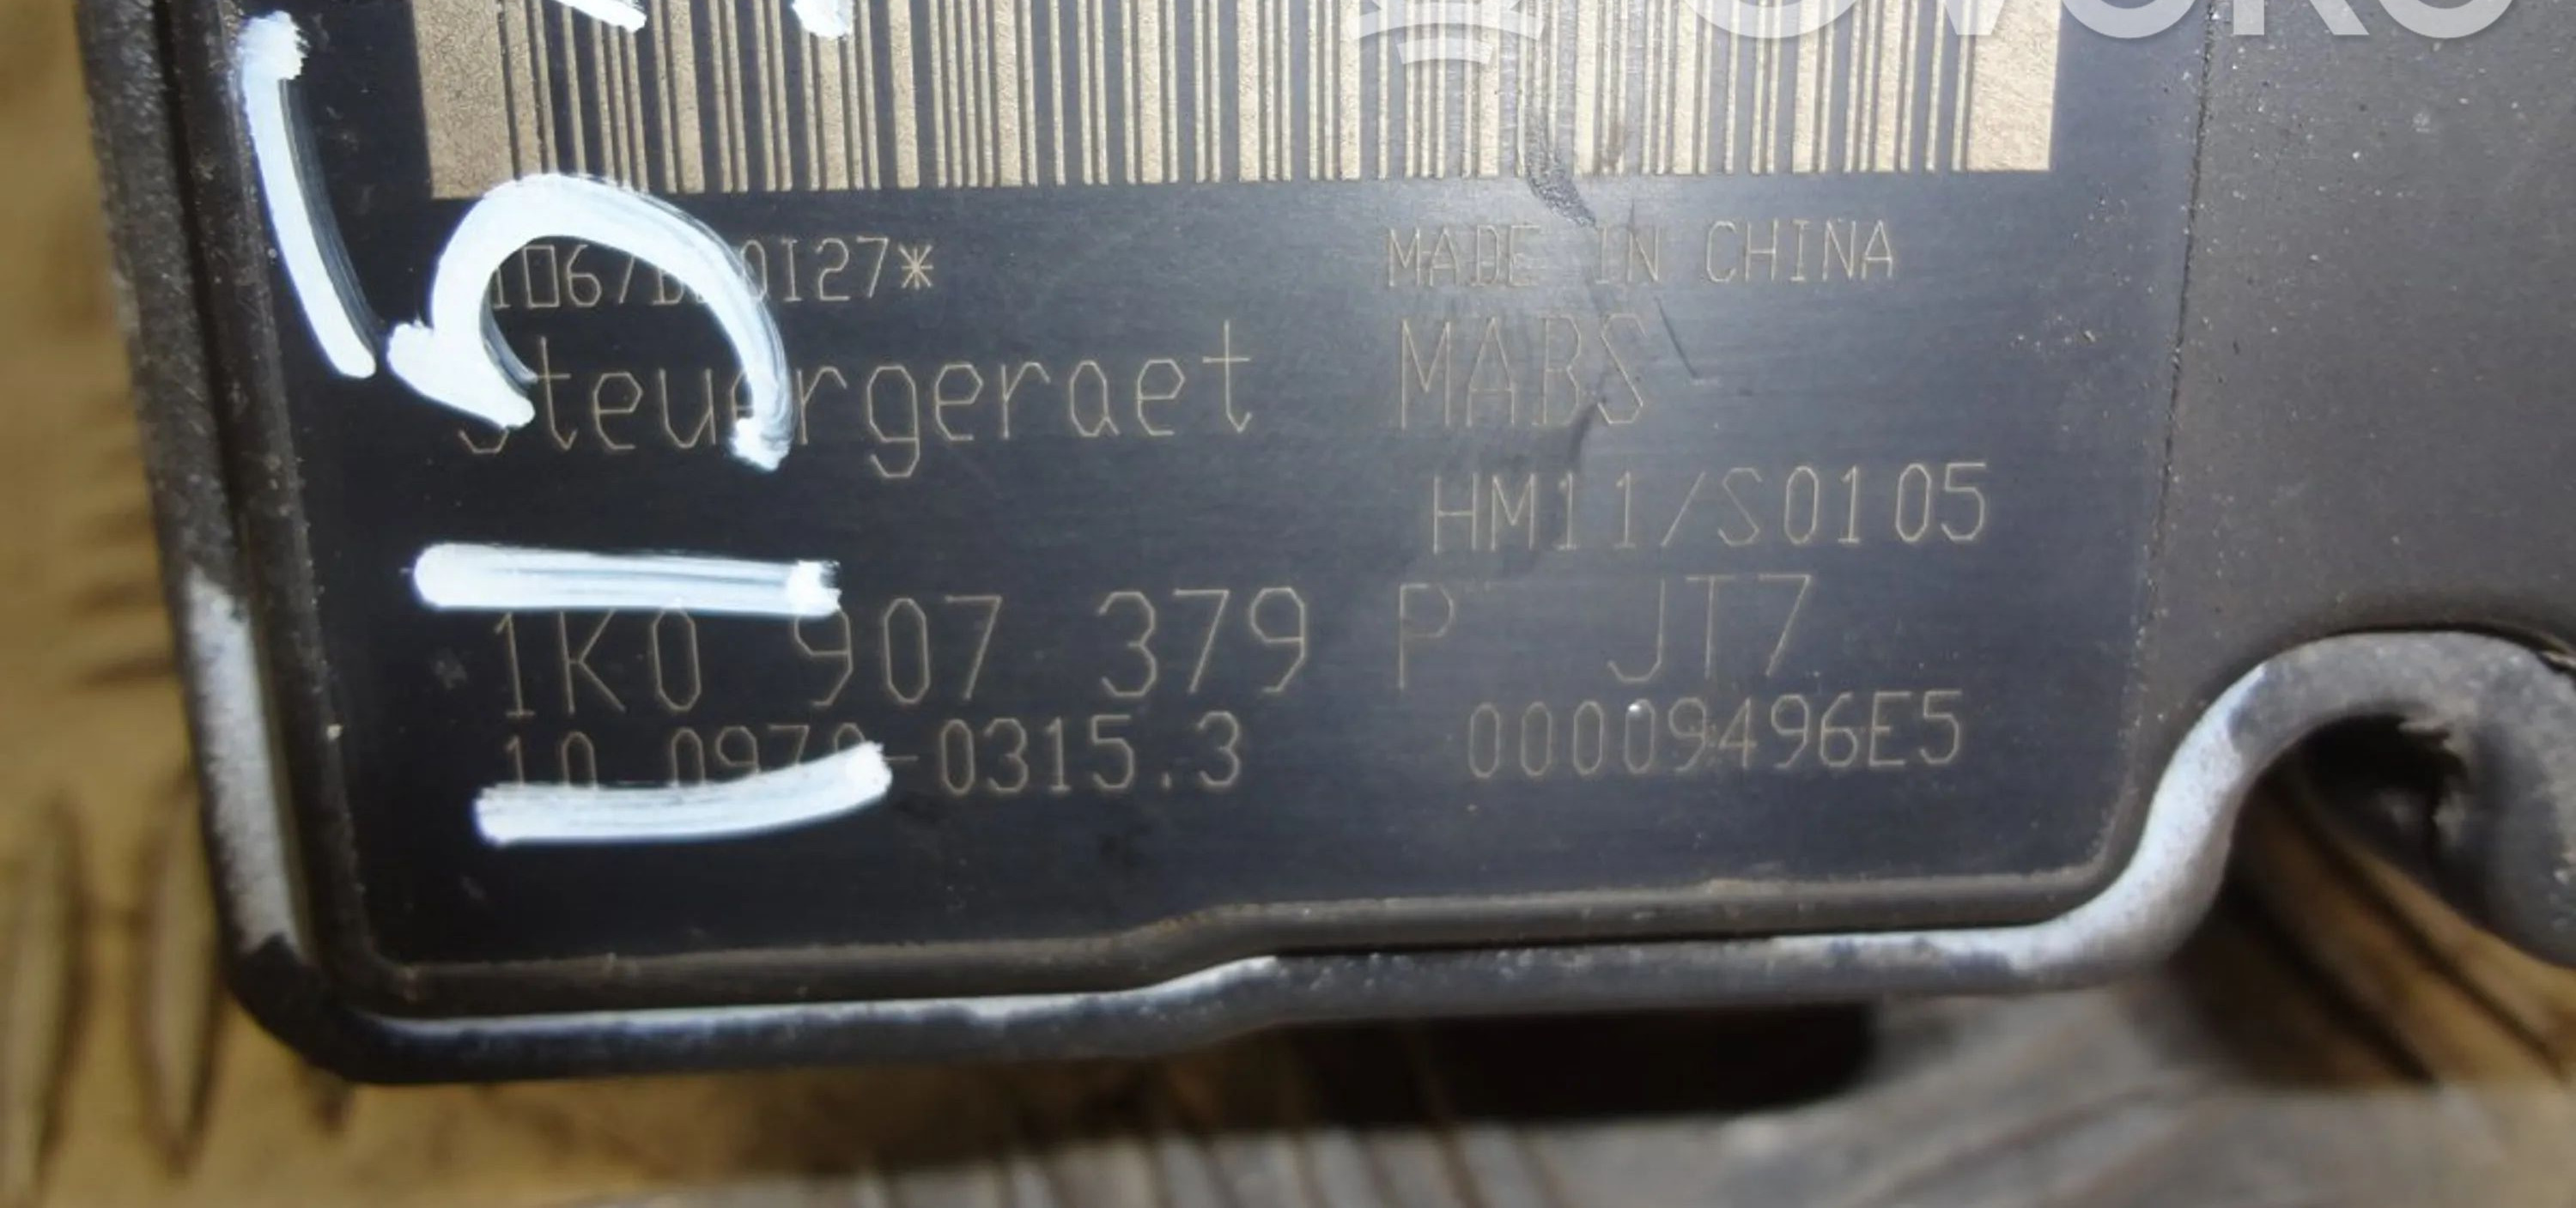 MADE IN CHINA
Steuergeraet MABS
HM11/S0105
1K0 907 379 P JT7
-0315.3 00009496E5